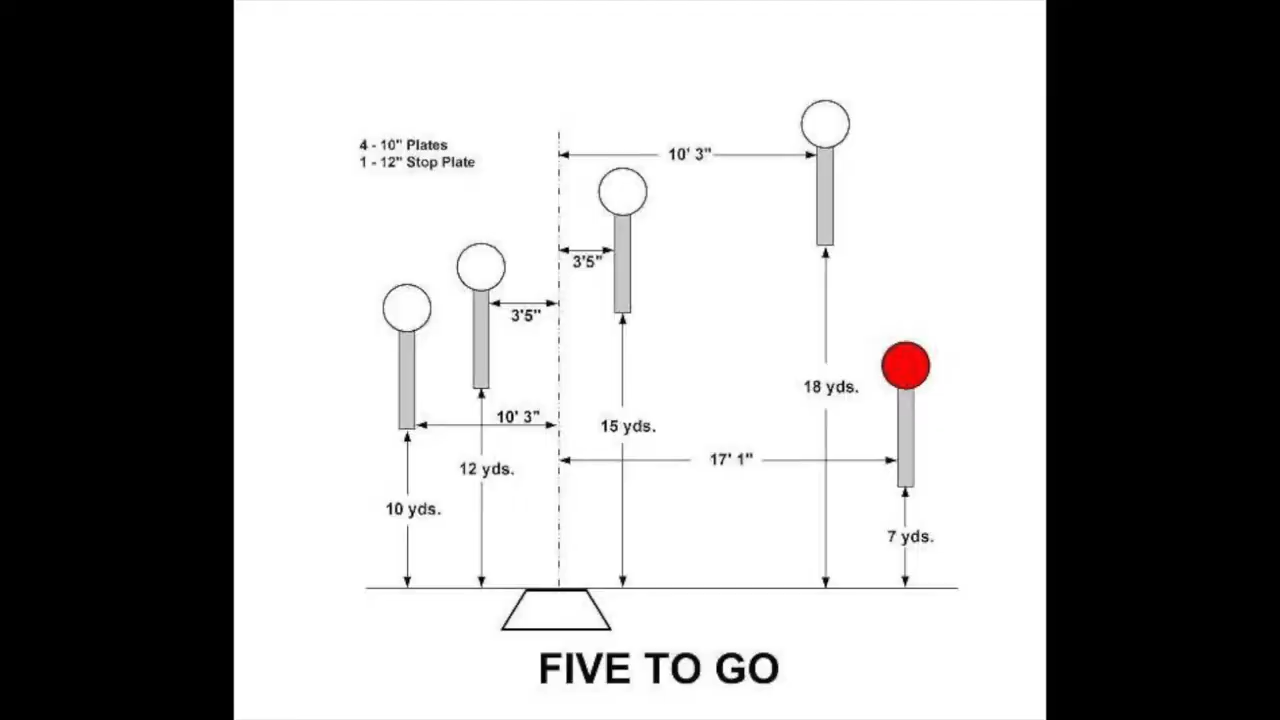 4 - 10" Plates
1 - 12" Stop Plate
10' 3"
3'5"
3'5"
18 yds.
10' 3"
15 yds.
17' 1"
12 yds.
10 yds.
7 yds.
FIVE TO GO